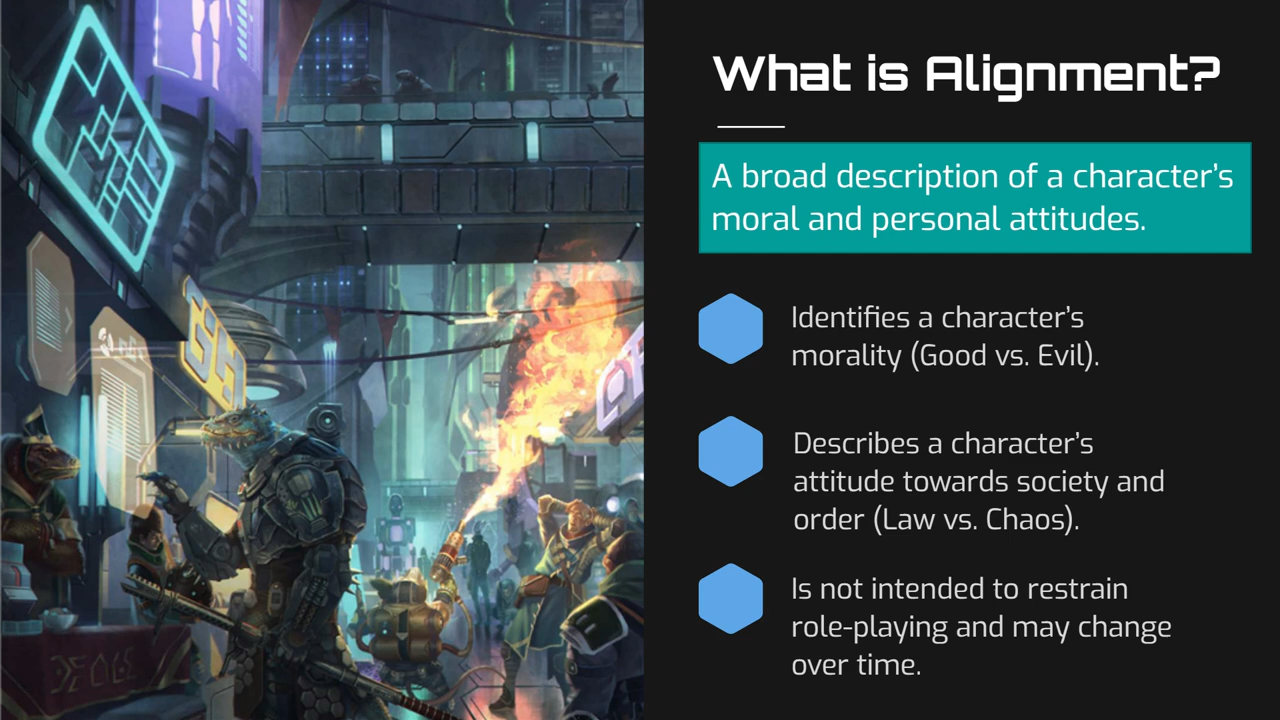 What is Alignment?
A broad description of a character’s
moral and personal attitudes.
Identifies a character’s
morality (Good vs. Evil).
Describes a character’s
attitude towards society and
order (Law vs. Chaos).
Is not intended to restrain
role-playing and may change
over time.